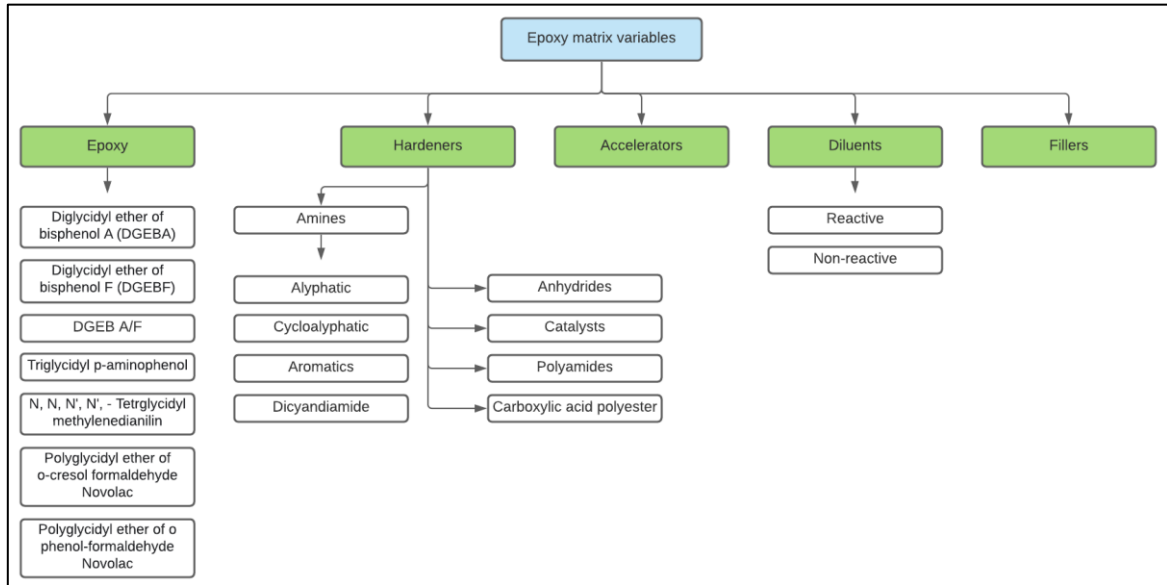 Epoxy matrix variables
Epoxy
Hardeners
Accelerators
Diluents
Fillers
Diglycidyl ether of
bisphenol A (DGEBA)
Diglycidyl ether of
bisphenol F (DGEBF)
DGEB A/F
Triglycidyl p-aminophenol
N, N, N', N', - Tetrglycidyl
methylenedianilin
Polyglycidyl ether of
o-cresol formaldehyde
Novolac
Polyglycidyl ether of o
phenol-formaldehyde
Novolac
Amines
Alyphatic
Cycloalyphatic
Aromatics
Dicyandiamide
Anhydrides
Catalysts
Polyamides
Carboxylic acid polyester
Reactive
Non-reactive